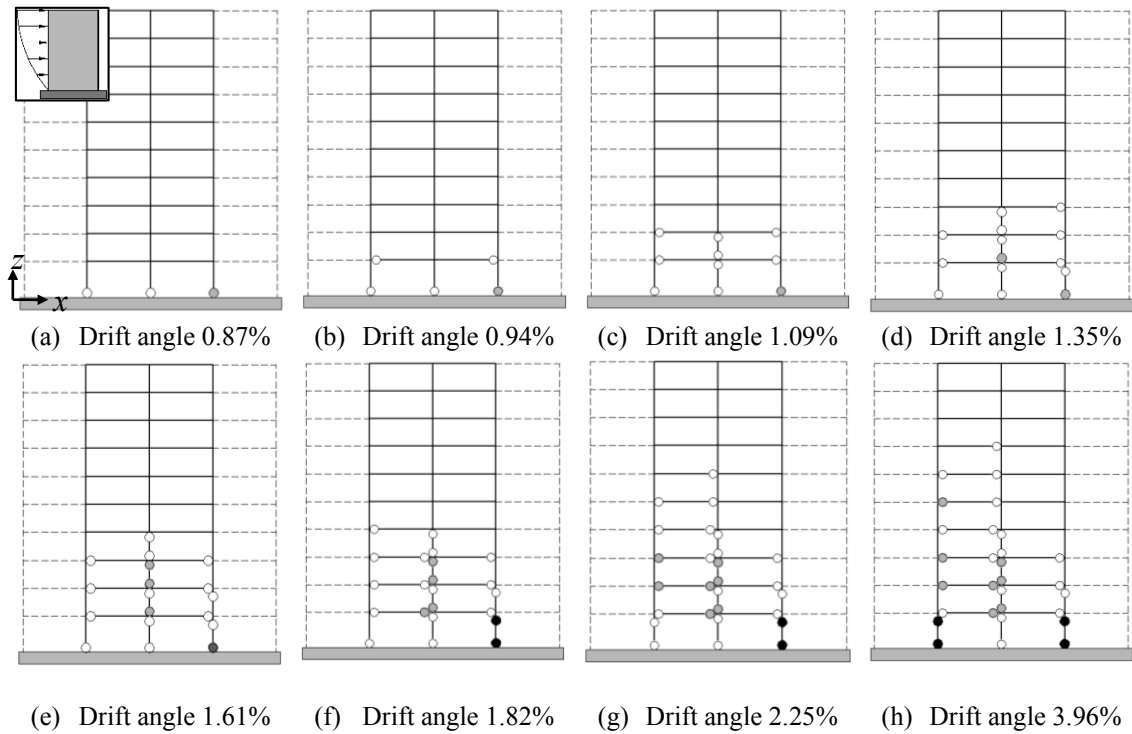 z
x
(a) Drift angle 0.87%
(b) Drift angle 0.94%
(c) Drift angle 1.09%
(d) Drift angle 1.35%
(e) Drift angle 1.61%
(f) Drift angle 1.82%
(g) Drift angle 2.25%
(h) Drift angle 3.96%